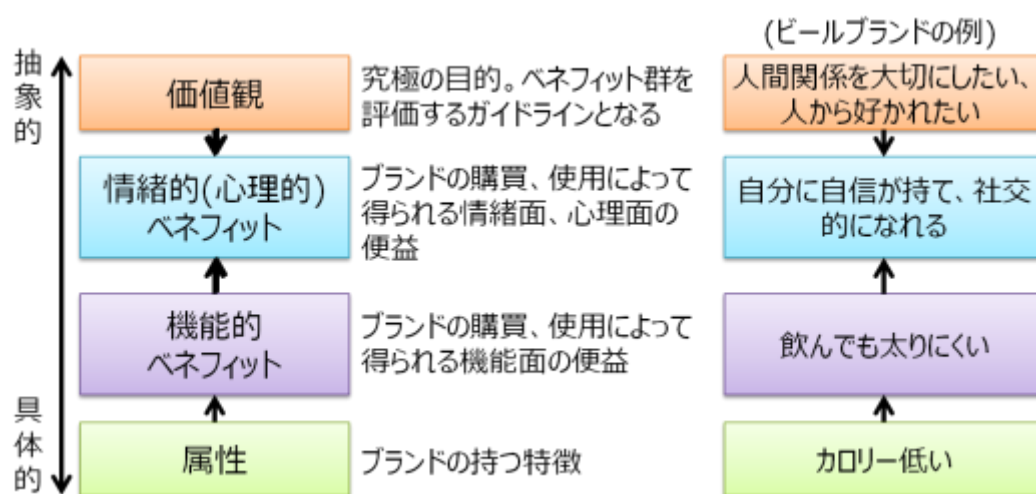 (ビールブランドの例)
抽象的
価値観
究極の目的。ベネフィット群を
評価するガイドラインとなる
人間関係を大切にしたい、
人から好かれたい
情緒的(心理的)
ベネフィット
ブランドの購買、使用によって
得られる情緒面、心理面の
便益
自分に自信が持て、社交
的になれる
機能的
ベネフィット
ブランドの購買、使用によって
得られる機能面の便益
飲んでも太りにくい
具体的
属性
ブランドの持つ特徴
カロリー低い